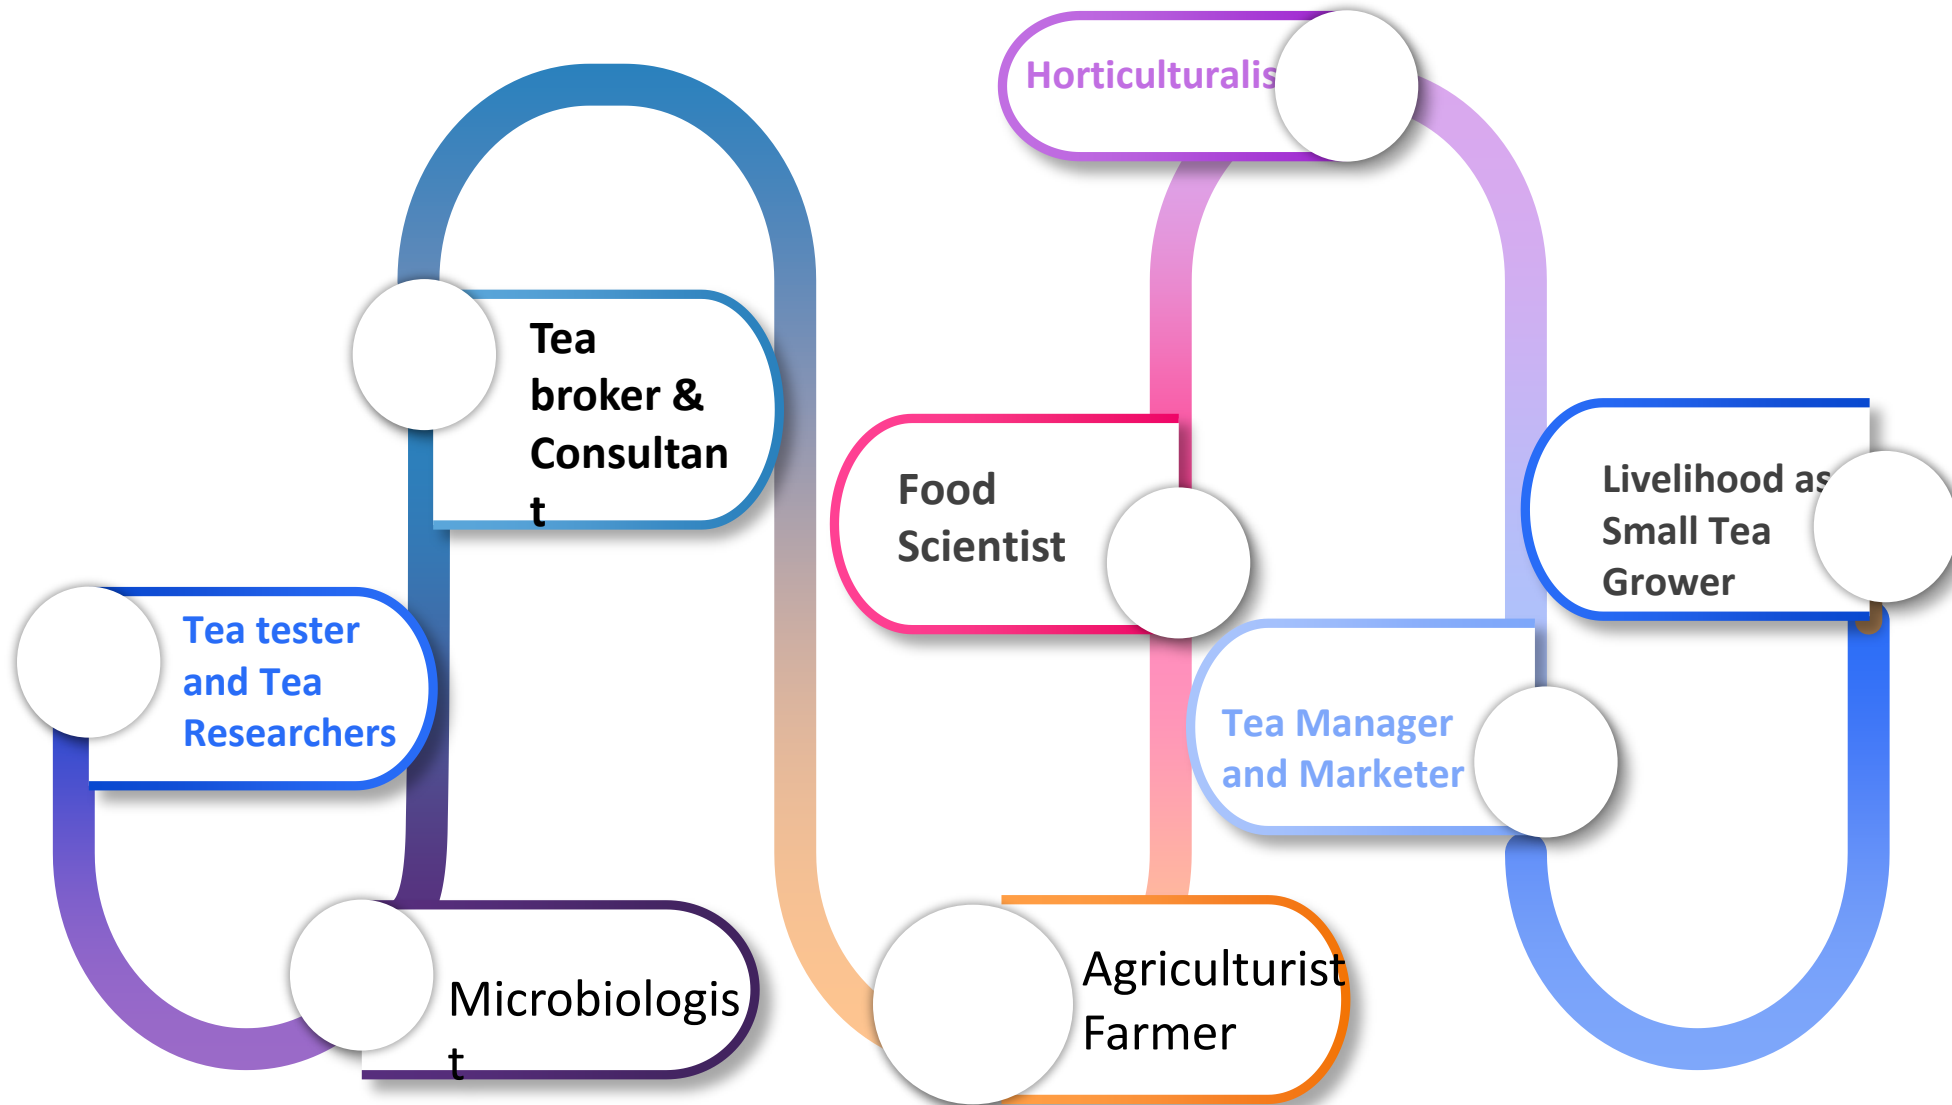 Horticulturalis
Tea
broker &
Consultan
t
Food
Scientist
Livelihood as
Small Tea
Grower
Tea tester
and Tea
Researchers
Tea Manager
and Marketer
Microbiologis
t
Agriculturist
Farmer